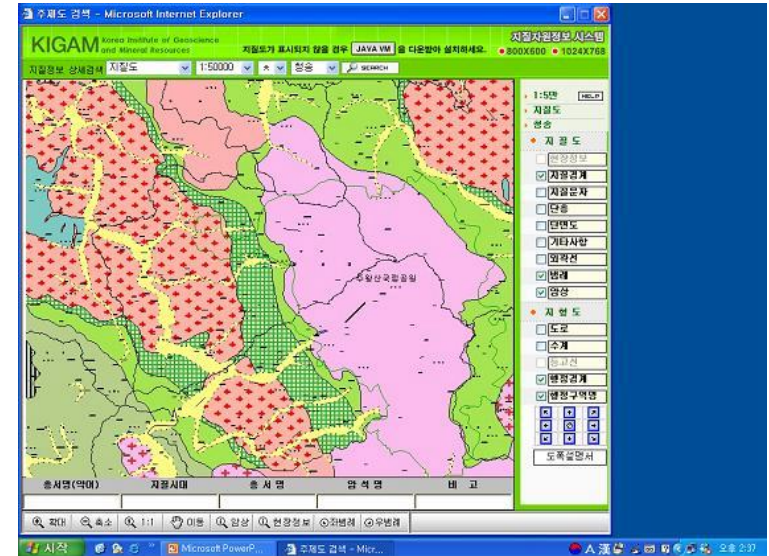 주제도 검색 - Microsoft Internet Explorer
KIGAM Korea Institute of Geoscience and Mineral Resources
지질도가 표시되지 않을 경우 JAVA VM 을 다운받아 설치하세요.
지질자원정보 시스템
800X600 1024X768
지질정보 상세검색 지질도 1:50000 ㅊ 청송 SEARCH
1:5만 HELP
지질도
청송
지 질 도
현장정보
지질경계
지질문자
단층
단면도
기타사항
외곽선
범례
암상
지 형 도
도로
수계
등고선
행정경계
행정구역명
도폭설명서
주왕산국립공원
층서명(약어) 지질시대 층 서 명 암 석 명 비 고
확대 축소 1:1 이동 암상 현장정보 좌범례 우범례
시작 Microsoft PowerP... 주제도 검색 - Micr... A 漢 오후 2:37